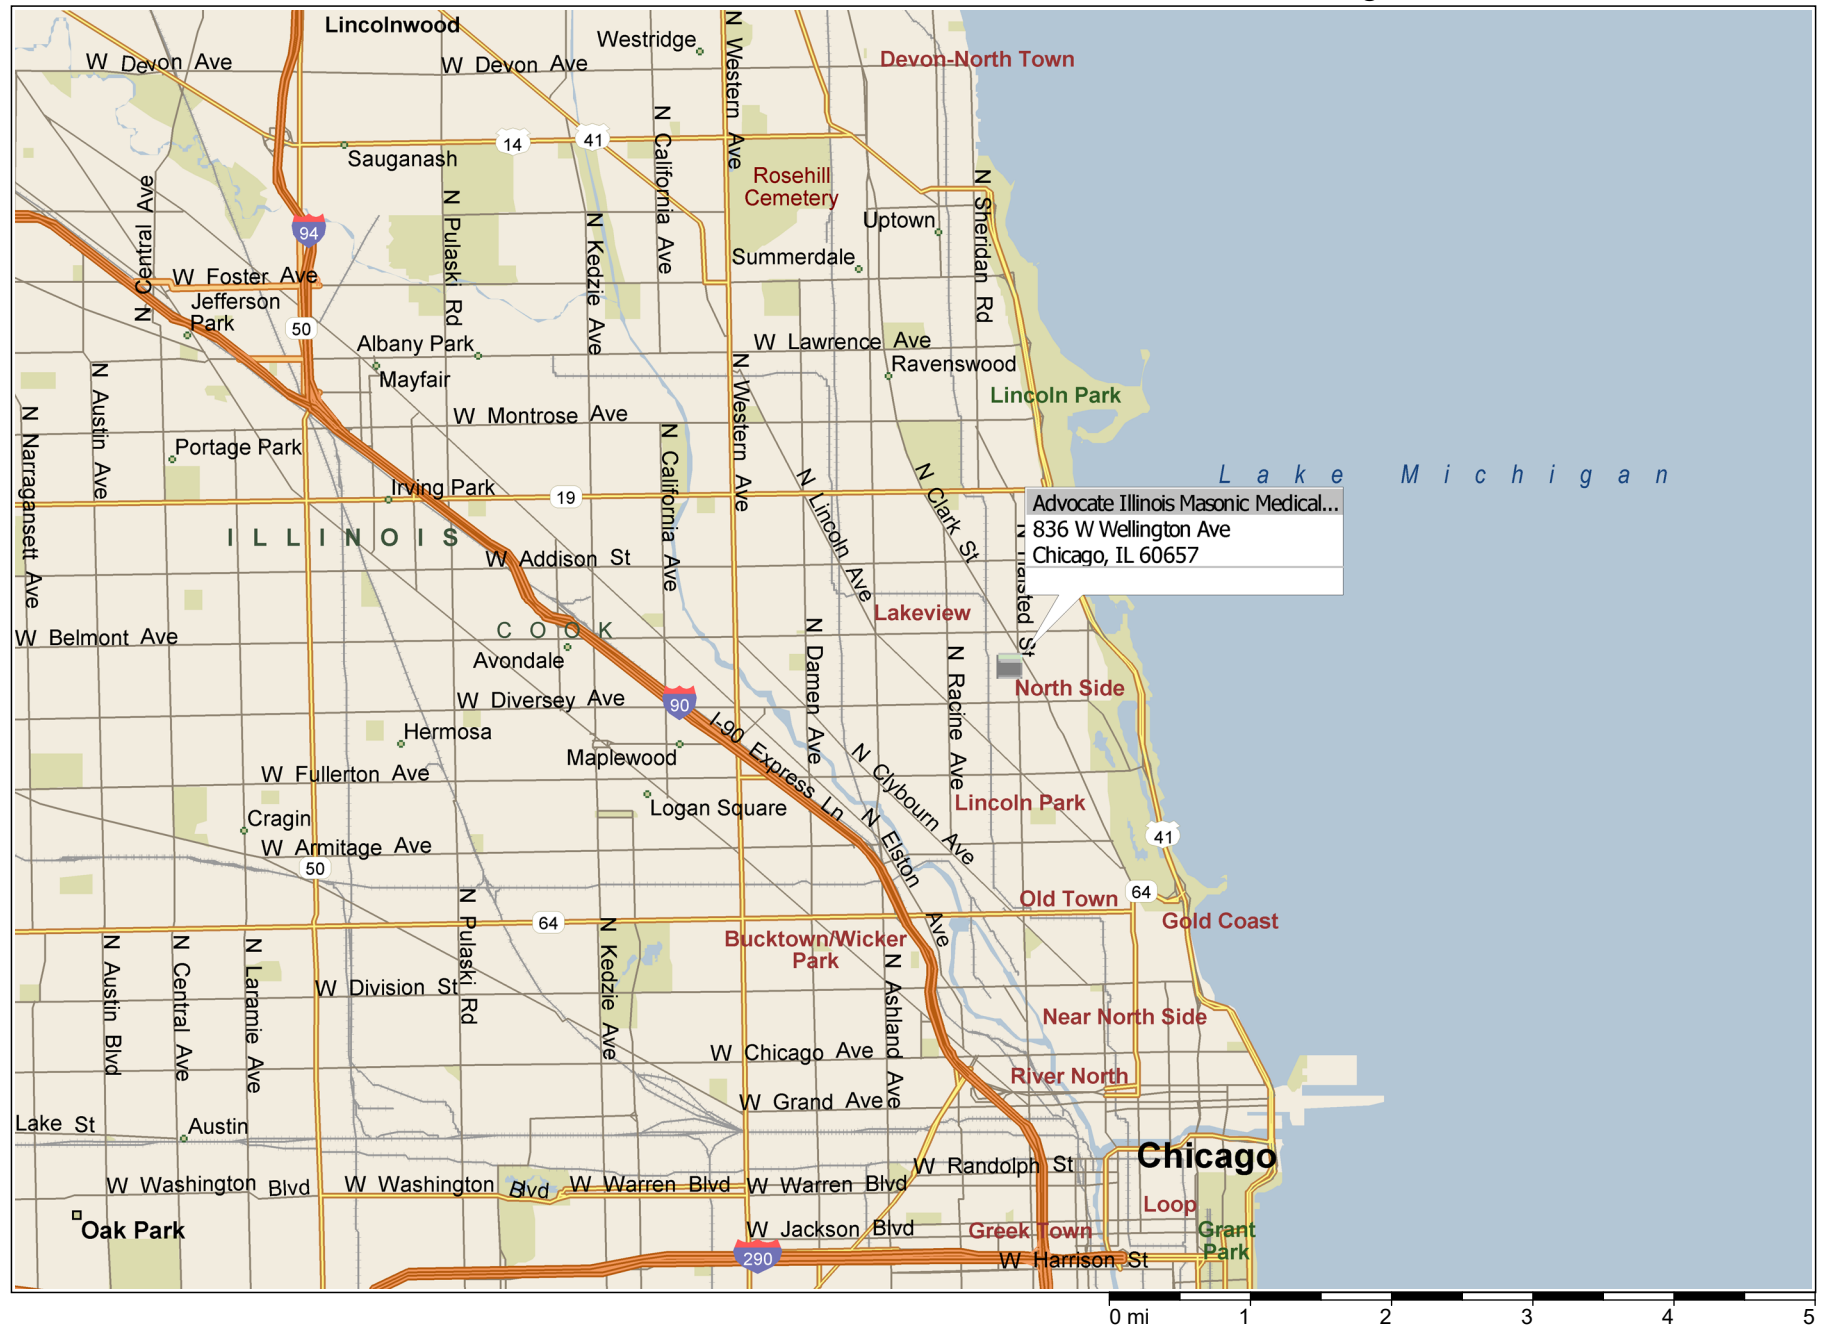 Lincolnwood
Westridge
Devon-North Town
W Devon Ave
W Devon Ave
N Western Ave
14
41
N California Ave
Sauganash
Rosehill
Cemetery
N Central Ave
N Pulaski Rd
N Kedzie Ave
N Sheridan Rd
Uptown
94
Summerdale
W Foster Ave
Jefferson
Park
50
Albany Park
W Lawrence Ave
Ravenswood
Mayfair
N Austin Ave
N Western Ave
Lincoln Park
N Narragansett Ave
W Montrose Ave
Portage Park
N California Ave
N Lincoln Ave
N Clark St
Lake Michigan
Irving Park
19
Advocate Illinois Masonic Medical...
836 W Wellington Ave
Chicago, IL 60657
ILLINOIS
W Addison St
N Halsted St
Lakeview
COOK
W Belmont Ave
Avondale
N Damen Ave
N Racine Ave
North Side
W Diversey Ave
90
I-90 Express Ln
Hermosa
Maplewood
N Clybourn Ave
W Fullerton Ave
Logan Square
Lincoln Park
Cragin
N Elston Ave
41
W Armitage Ave
50
64
Old Town
N Pulaski Rd
64
N Kedzie Ave
Gold Coast
Bucktown/Wicker
Park
N Austin Blvd
N Central Ave
N Laramie Ave
N Ashland Ave
W Division St
Near North Side
W Chicago Ave
River North
W Grand Ave
Lake St
Austin
Chicago
W Randolph St
W Washington Blvd
W Washington Blvd
W Warren Blvd
W Warren Blvd
Loop
Oak Park
W Jackson Blvd
Greek Town
Grant
Park
290
W Harrison St
0 mi 1 2 3 4 5